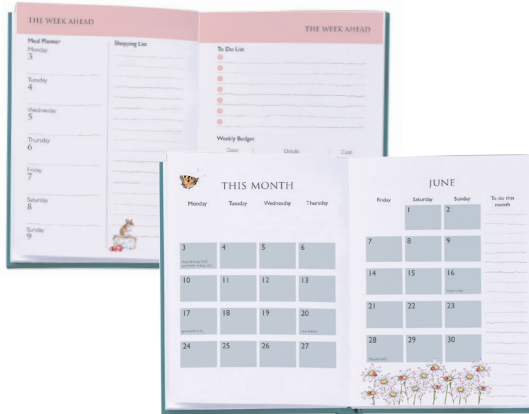 THE WEEK AHEAD
Meal Planner
Shopping List
Monday
3
Tuesday
4
Wednesday
5
Thursday
6
Friday
7
Saturday
8
Sunday
9
THE WEEK AHEAD
To Do List
Weekly Budget
Date Details Cost
THIS MONTH
Monday Tuesday Wednesday Thursday
3 4 5 6
10 11 12 13
17 18 19 20
24 25 26 27
JUNE
Friday Saturday Sunday
To do this
month
1 2
7 8 9
14 15 16
21 22 23
28 29 30